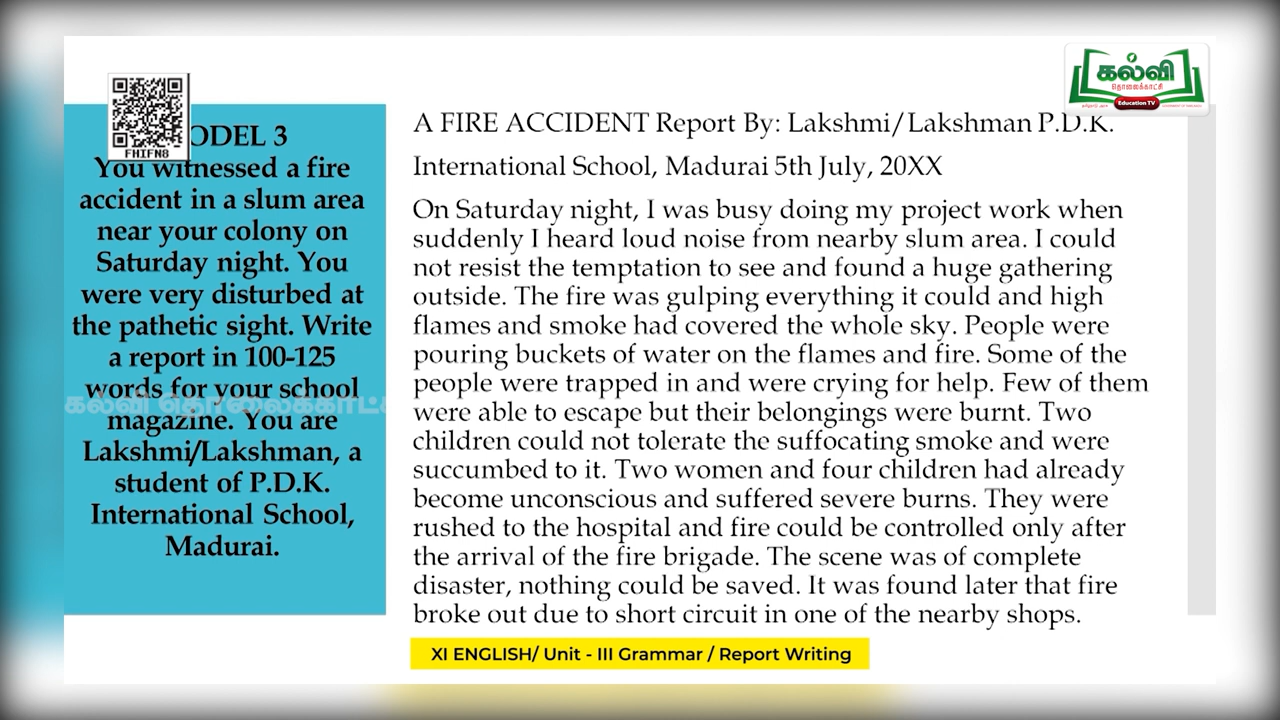 FHIFN8
ODEL 3
You witnessed a fire
accident in a slum area
near your colony on
Saturday night. You
were very disturbed at
the pathetic sight. Write
a report in 100-125
words for your school
கல்வி தொலைக்காட்சி
magazine. You are
Lakshmi/Lakshman, a
student of P.D.K.
International School,
Madurai.
கல்வி
தொலைக்காட்சி
Education TV
A FIRE ACCIDENT Report By: Lakshmi/Lakshman P.D.K.
International School, Madurai 5th July, 20XX
On Saturday night, I was busy doing my project work when
suddenly I heard loud noise from nearby slum area. I could
not resist the temptation to see and found a huge gathering
outside. The fire was gulping everything it could and high
flames and smoke had covered the whole sky. People were
pouring buckets of water on the flames and fire. Some of the
people were trapped in and were crying for help. Few of them
were able to escape but their belongings were burnt. Two
children could not tolerate the suffocating smoke and were
succumbed to it. Two women and four children had already
become unconscious and suffered severe burns. They were
rushed to the hospital and fire could be controlled only after
the arrival of the fire brigade. The scene was of complete
disaster, nothing could be saved. It was found later that fire
broke out due to short circuit in one of the nearby shops.
XI ENGLISH/ Unit - III Grammar / Report Writing